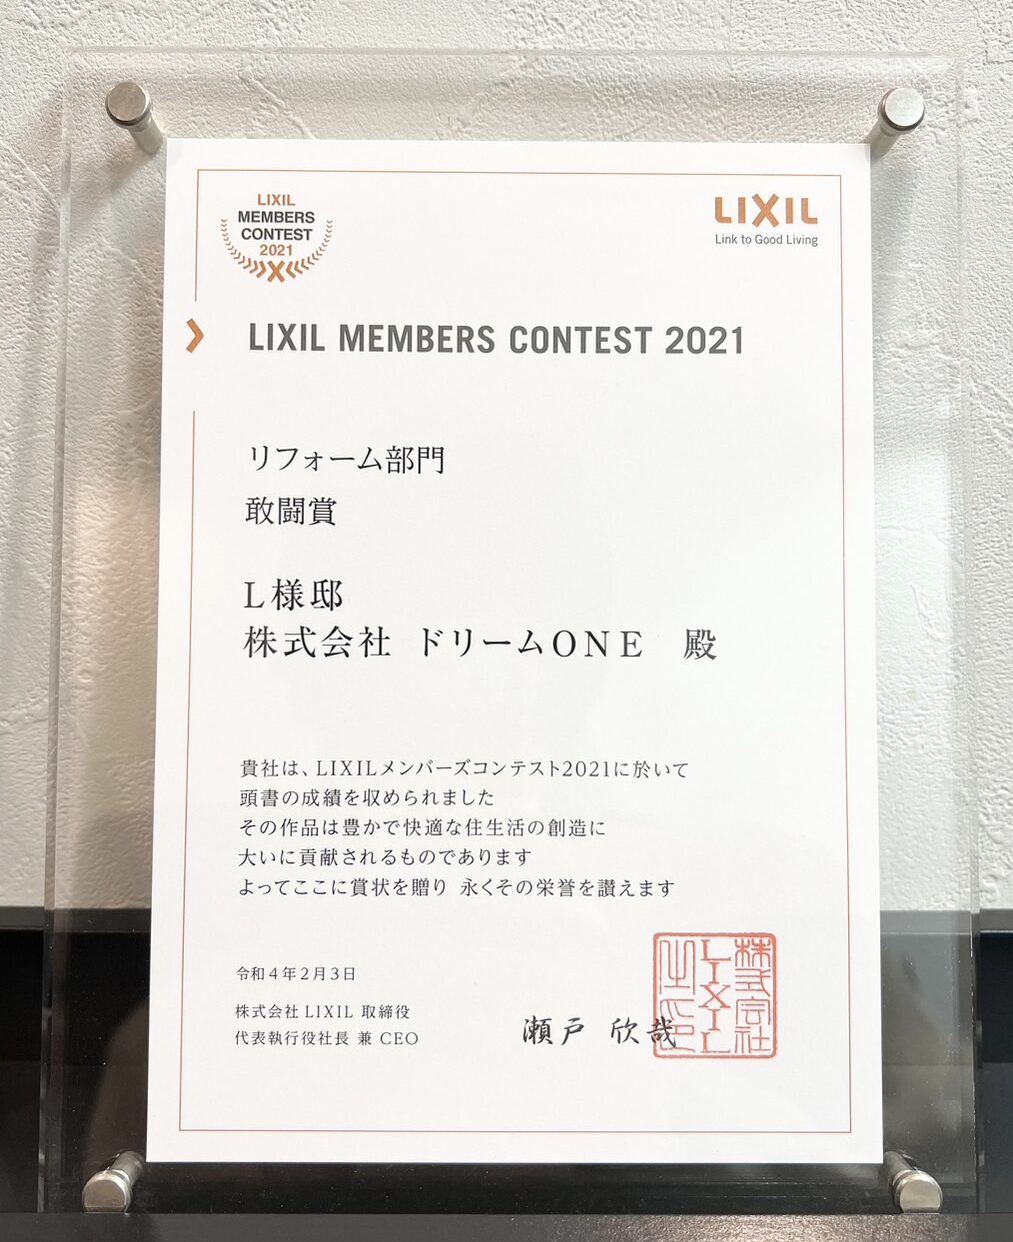 LIXIL
MEMBERS
CONTEST
2021
LIXIL
Link to Good Living
LIXIL MEMBERS CONTEST 2021
リフォーム部門
敢闘賞
L様邸
株式会社 ドリームONE 殿
貴社は、LIXILメンバーズコンテスト2021に於いて
頭書の成績を収められました
その作品は豊かで快適な住生活の創造に
大いに貢献されるものであります
よってここに賞状を贈り 永くその栄誉を讃えます
令和4年2月3日
株式会社 LIXIL 取締役
代表執行役社長 兼 CEO
瀬戸 欣哉
株式会社
LIXIL
之印